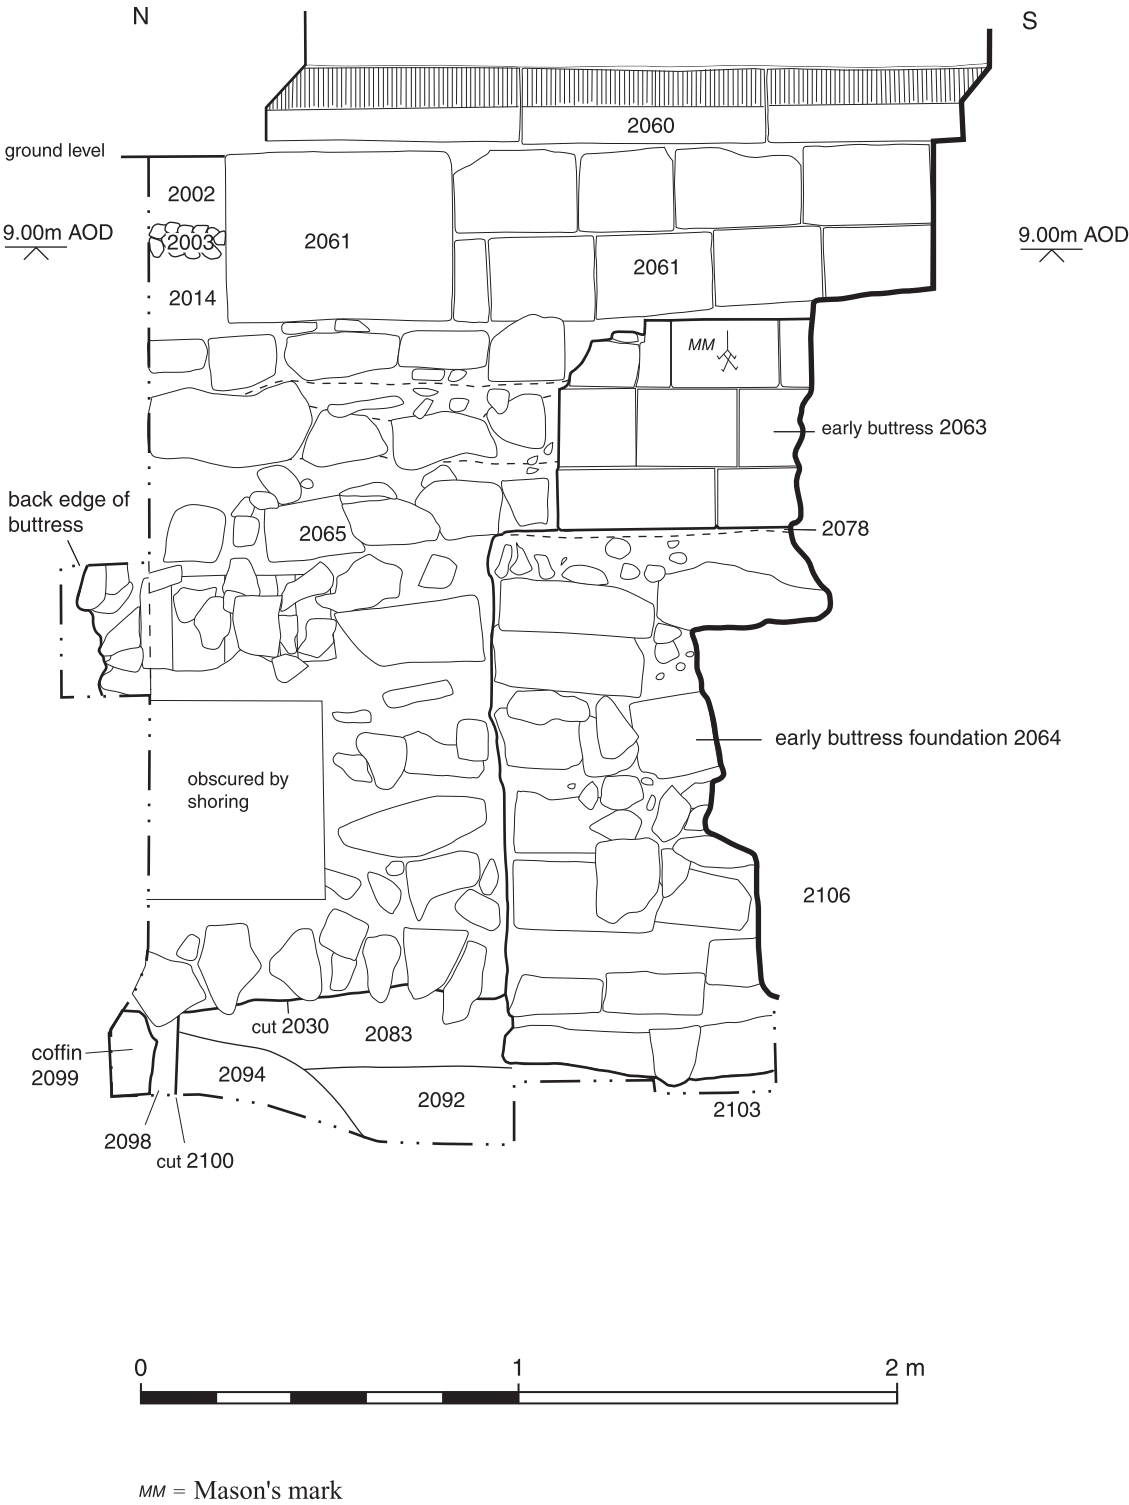 N
S
2060
ground level
2002
9.00m AOD
2003
2061
2061
9.00m AOD
2014
MM
early buttress 2063
back edge of
buttress
2065
2078
early buttress foundation 2064
obscured by
shoring
2106
cut 2030
2083
coffin
2099
2094
2092
2103
2098
cut 2100
0
1
2 m
MM = Mason's mark